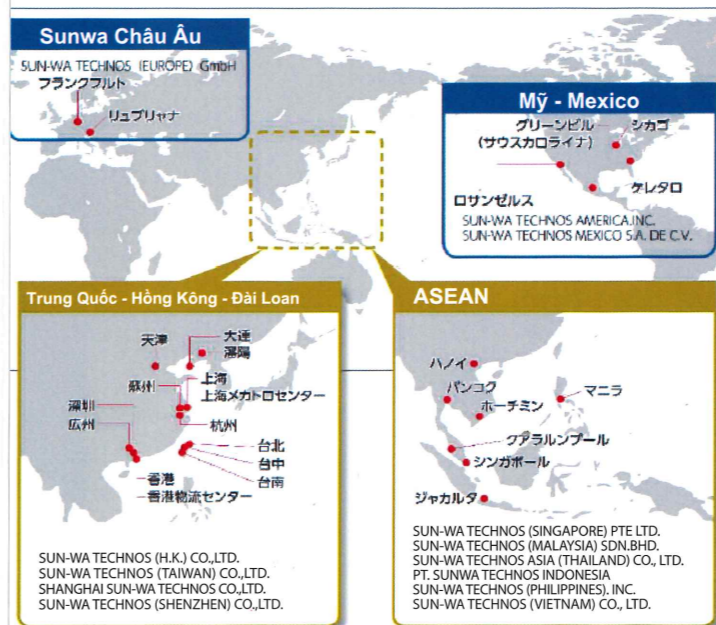 Sunwa Châu Âu
SUN-WA TECHNOS (EUROPE) GmbH
フランクフルト
リュブリャナ
Mỹ - Mexico
グリーンビル
(サウスカロライナ)
シカゴ
ケレタロ
ロサンゼルス
SUN-WA TECHNOS AMERICA,INC.
SUN-WA TECHNOS MEXICO S.A. DE C.V.
Trung Quốc - Hồng Kông - Đài Loan
天津
大連
瀋陽
蘇州
上海
上海メカトロセンター
深圳
広州
杭州
台北
台中
台南
香港
香港物流センター
SUN-WA TECHNOS (H.K.) CO.,LTD.
SUN-WA TECHNOS (TAIWAN) CO.,LTD.
SHANGHAI SUN-WA TECHNOS CO.,LTD.
SUN-WA TECHNOS (SHENZHEN) CO.,LTD.
ASEAN
ハノイ
バンコク
ホーチミン
マニラ
クアラルンプール
シンガポール
ジャカルタ
SUN-WA TECHNOS (SINGAPORE) PTE LTD.
SUN-WA TECHNOS (MALAYSIA) SDN.BHD.
SUN-WA TECHNOS ASIA (THAILAND) CO., LTD.
PT. SUNWA TECHNOS INDONESIA
SUN-WA TECHNOS (PHILIPPINES). INC.
SUN-WA TECHNOS (VIETNAM) CO., LTD.